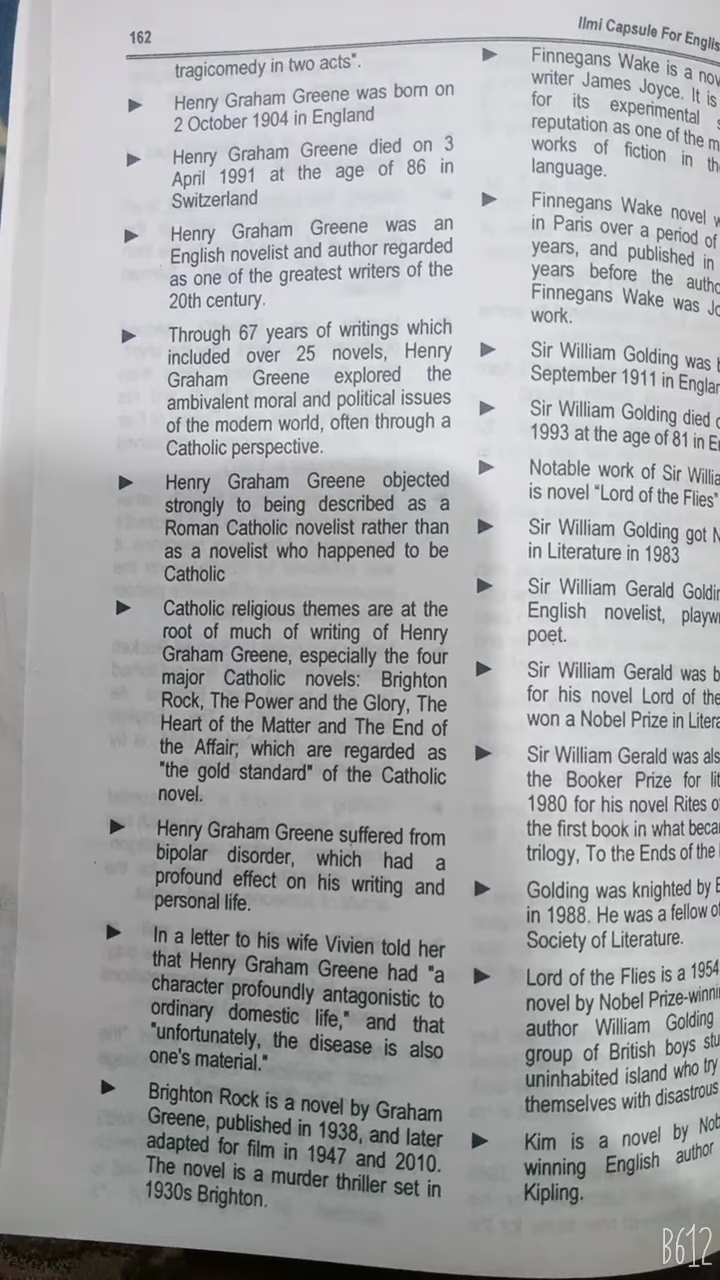 162
Ilmi Capsule For
tragicomedy in two acts".
► Henry Graham Greene was born on
2 October 1904 in England
► Henry Graham Greene died on 3
April 1991 at the age of 86 in
Switzerland
► Henry Graham Greene was an
English novelist and author regarded
as one of the greatest writers of the
20th century.
► Through 67 years of writings which
included over 25 novels, Henry
Graham Greene explored the
ambivalent moral and political issues
of the modern world, often through a
Catholic perspective.
► Henry Graham Greene objected
strongly to being described as a
Roman Catholic novelist rather than
as a novelist who happened to be
Catholic
► Catholic religious themes are at the
root of much of writing of Henry
Graham Greene, especially the four
major Catholic novels: Brighton
Rock, The Power and the Glory, The
Heart of the Matter and The End of
the Affair; which are regarded as
"the gold standard" of the Catholic
novel.
► Henry Graham Greene suffered from
bipolar disorder, which had a
profound effect on his writing and
personal life.
► In a letter to his wife Vivien told her
that Henry Graham Greene had "a
character profoundly antagonistic to
ordinary domestic life," and that
"unfortunately, the disease is also
one's material."
► Brighton Rock is a novel by Graham
Greene, published in 1938, and later
adapted for film in 1947 and 2010.
The novel is a murder thriller set in
1930s Brighton.
► Finnegans Wake is a
writer James Joyce. It is
for its experimental
reputation as one of the
works of fiction in
language.
► Finnegans Wake novel
in Paris over a period of
years, and published in
years before the
Finnegans Wake was
work.
► Sir William Golding was
September 1911 in
► Sir William Golding died
1993 at the age of 81 in
► Notable work of Sir
is novel "Lord of the Flies"
► Sir William Golding got
in Literature in 1983
► Sir William Gerald
English novelist,
poet.
► Sir William Gerald was
for his novel Lord of the
won a Nobel Prize in
► Sir William Gerald was
the Booker Prize for
1980 for his novel Rites
the first book in what
trilogy, To the Ends of the
► Golding was knighted by
in 1988. He was a fellow of
Society of Literature.
► Lord of the Flies is a 1954
novel by Nobel
author William Golding
group of British boys
uninhabited island who try
themselves with disastrous
► Kim is a novel by
winning English author
Kipling.
B612